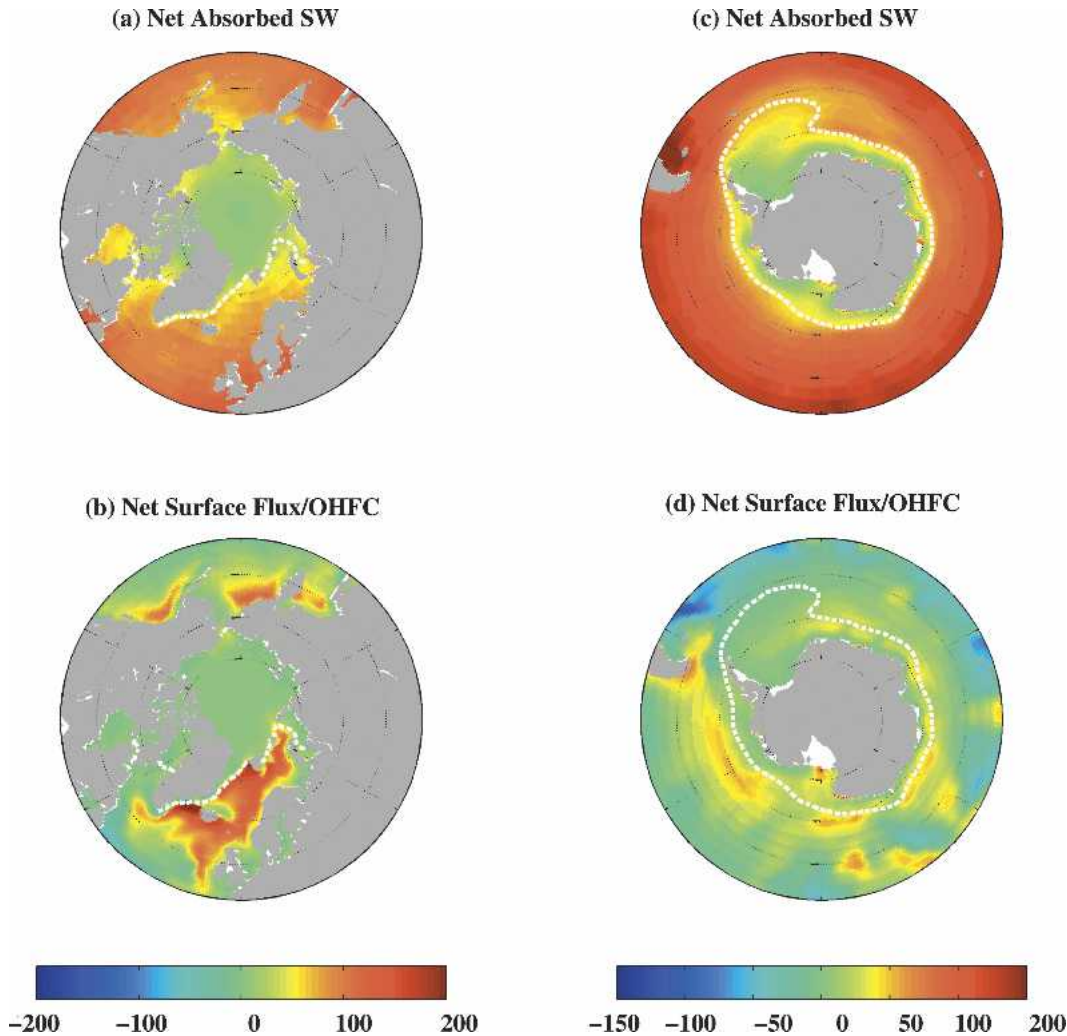 (a) Net Absorbed SW
(c) Net Absorbed SW
(b) Net Surface Flux/OHFC
(d) Net Surface Flux/OHFC
−200 −100 0 100 200
−150 −100 −50 0 50 100 200